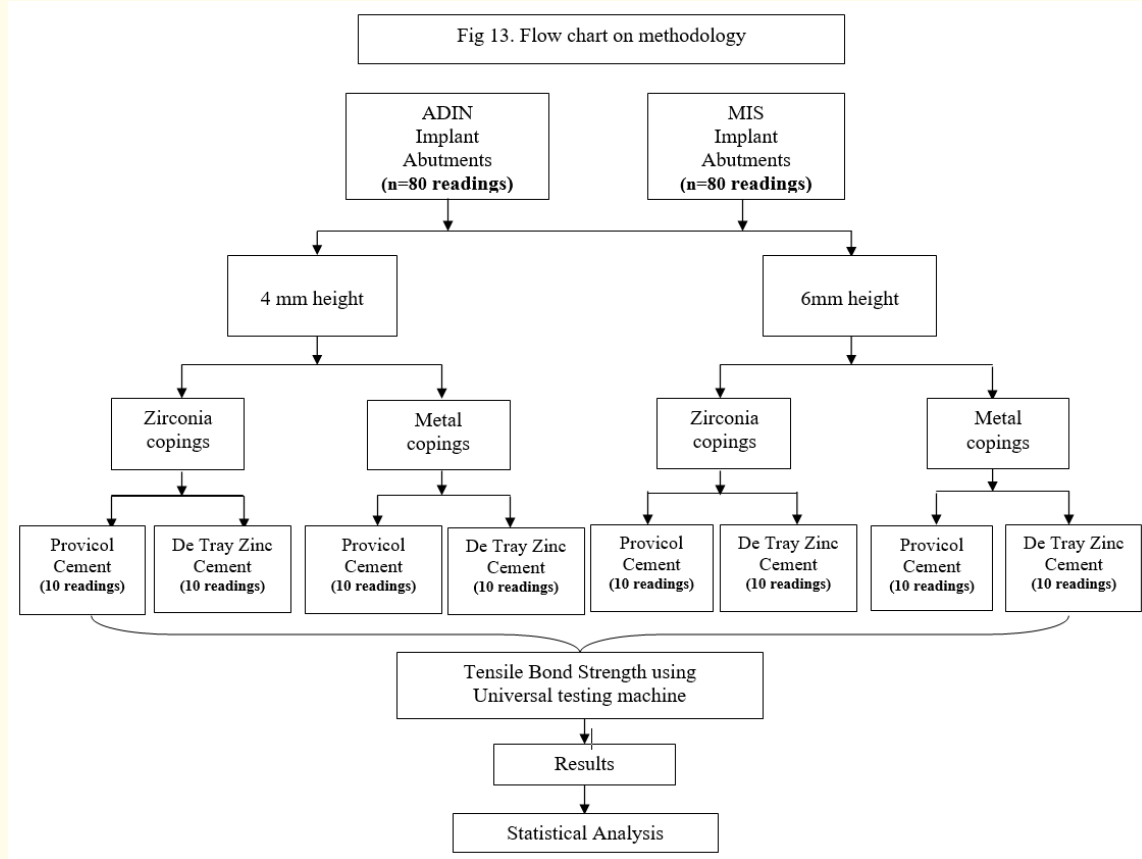 Fig 13. Flow chart on methodology
ADIN
Implant
Abutments
(n=80 readings)
MIS
Implant
Abutments
(n=80 readings)
4 mm height
6mm height
Zirconia
copings
Metal
copings
Zirconia
copings
Metal
copings
Provicol
Cement
(10 readings)
De Tray Zinc
Cement
(10 readings)
Provicol
Cement
(10 readings)
De Tray Zinc
Cement
(10 readings)
Provicol
Cement
(10 readings)
De Tray Zinc
Cement
(10 readings)
Provicol
Cement
(10 readings)
De Tray Zinc
Cement
(10 readings)
Tensile Bond Strength using
Universal testing machine
Results
Statistical Analysis